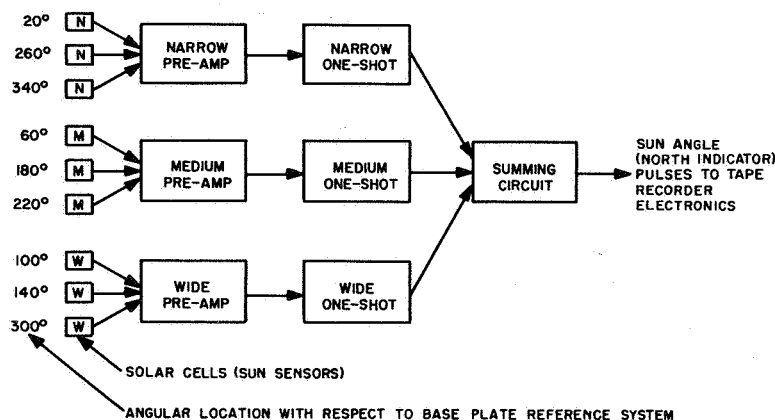 20° N
260° N
340° N
NARROW
PRE-AMP
NARROW
ONE-SHOT
60° M
180° M
220° M
MEDIUM
PRE-AMP
MEDIUM
ONE-SHOT
SUMMING
CIRCUIT
SUN ANGLE
(NORTH INDICATOR)
PULSES TO TAPE
RECORDER
ELECTRONICS
100° W
140° W
300° W
WIDE
PRE-AMP
WIDE
ONE-SHOT
SOLAR CELLS (SUN SENSORS)
ANGULAR LOCATION WITH RESPECT TO BASE PLATE REFERENCE SYSTEM